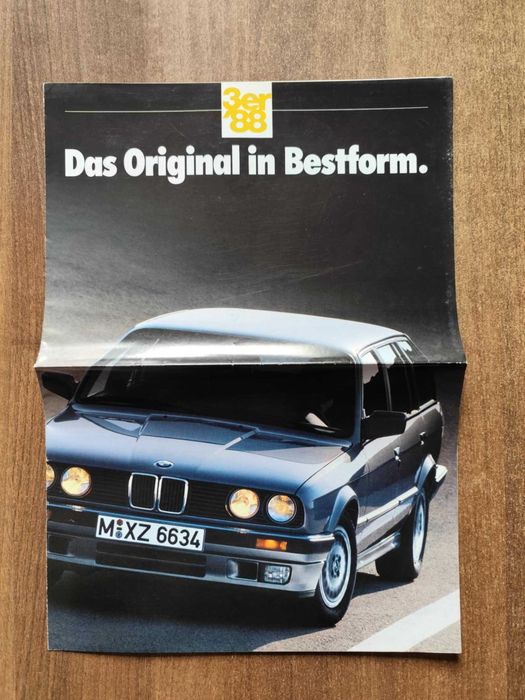 3er
'88
Das Original in Bestform.
M XZ 6634